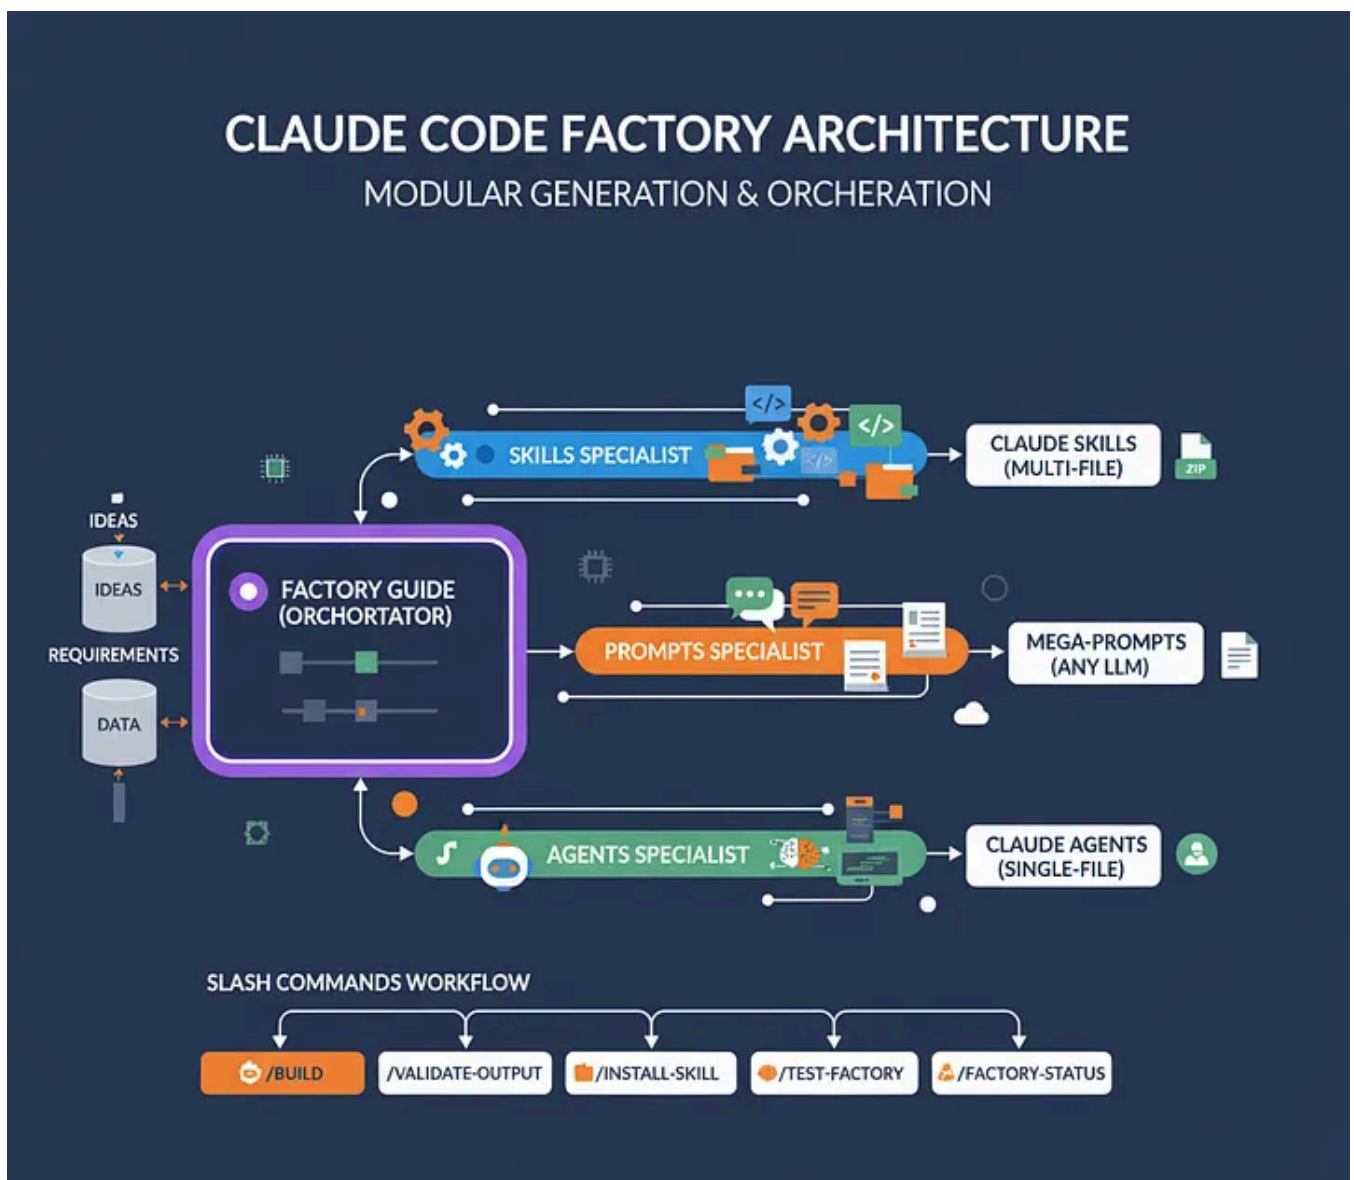 CLAUDE CODE FACTORY ARCHITECTURE
MODULAR GENERATION & ORCHERATION
</>
</>
SKILLS SPECIALIST
</>
CLAUDE SKILLS
(MULTI-FILE)
ZIP
IDEAS
IDEAS
REQUIREMENTS
DATA
FACTORY GUIDE
(ORCHORTATOR)
PROMPTS SPECIALIST
MEGA-PROMPTS
(ANY LLM)
AGENTS SPECIALIST
CLAUDE AGENTS
(SINGLE-FILE)
SLASH COMMANDS WORKFLOW
/BUILD
/VALIDATE-OUTPUT
/INSTALL-SKILL
/TEST-FACTORY
/FACTORY-STATUS